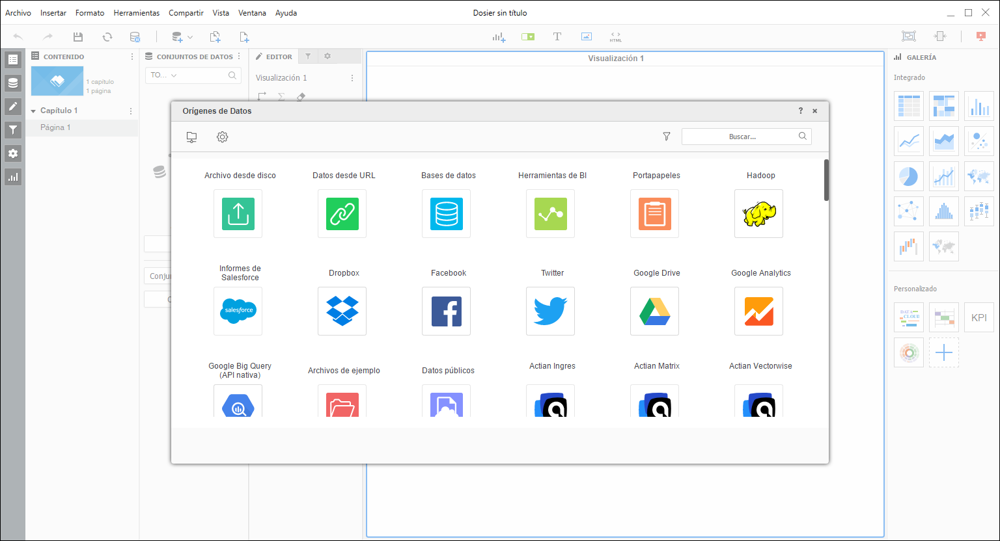 Archivo Insertar Formato Herramientas Compartir Vista Ventana Ayuda
Dosier sin título
HTML
CONTENIDO
1 capítulo
1 página
Capítulo 1
Página 1
CONJUNTOS DE DATOS
TO...
EDITOR
Visualización 1
Visualización 1
GALERÍA
Integrado
Personalizado
DATA
CLOUD
KPI
Orígenes de Datos
?
Buscar...
Archivo desde disco
Datos desde URL
Bases de datos
Herramientas de BI
Portapapeles
Hadoop
Informes de
Salesforce
salesforce
Dropbox
Facebook
Twitter
Google Drive
Google Analytics
Google Big Query
(API nativa)
Archivos de ejemplo
Datos públicos
Actian Ingres
Actian Matrix
Actian Vectorwise